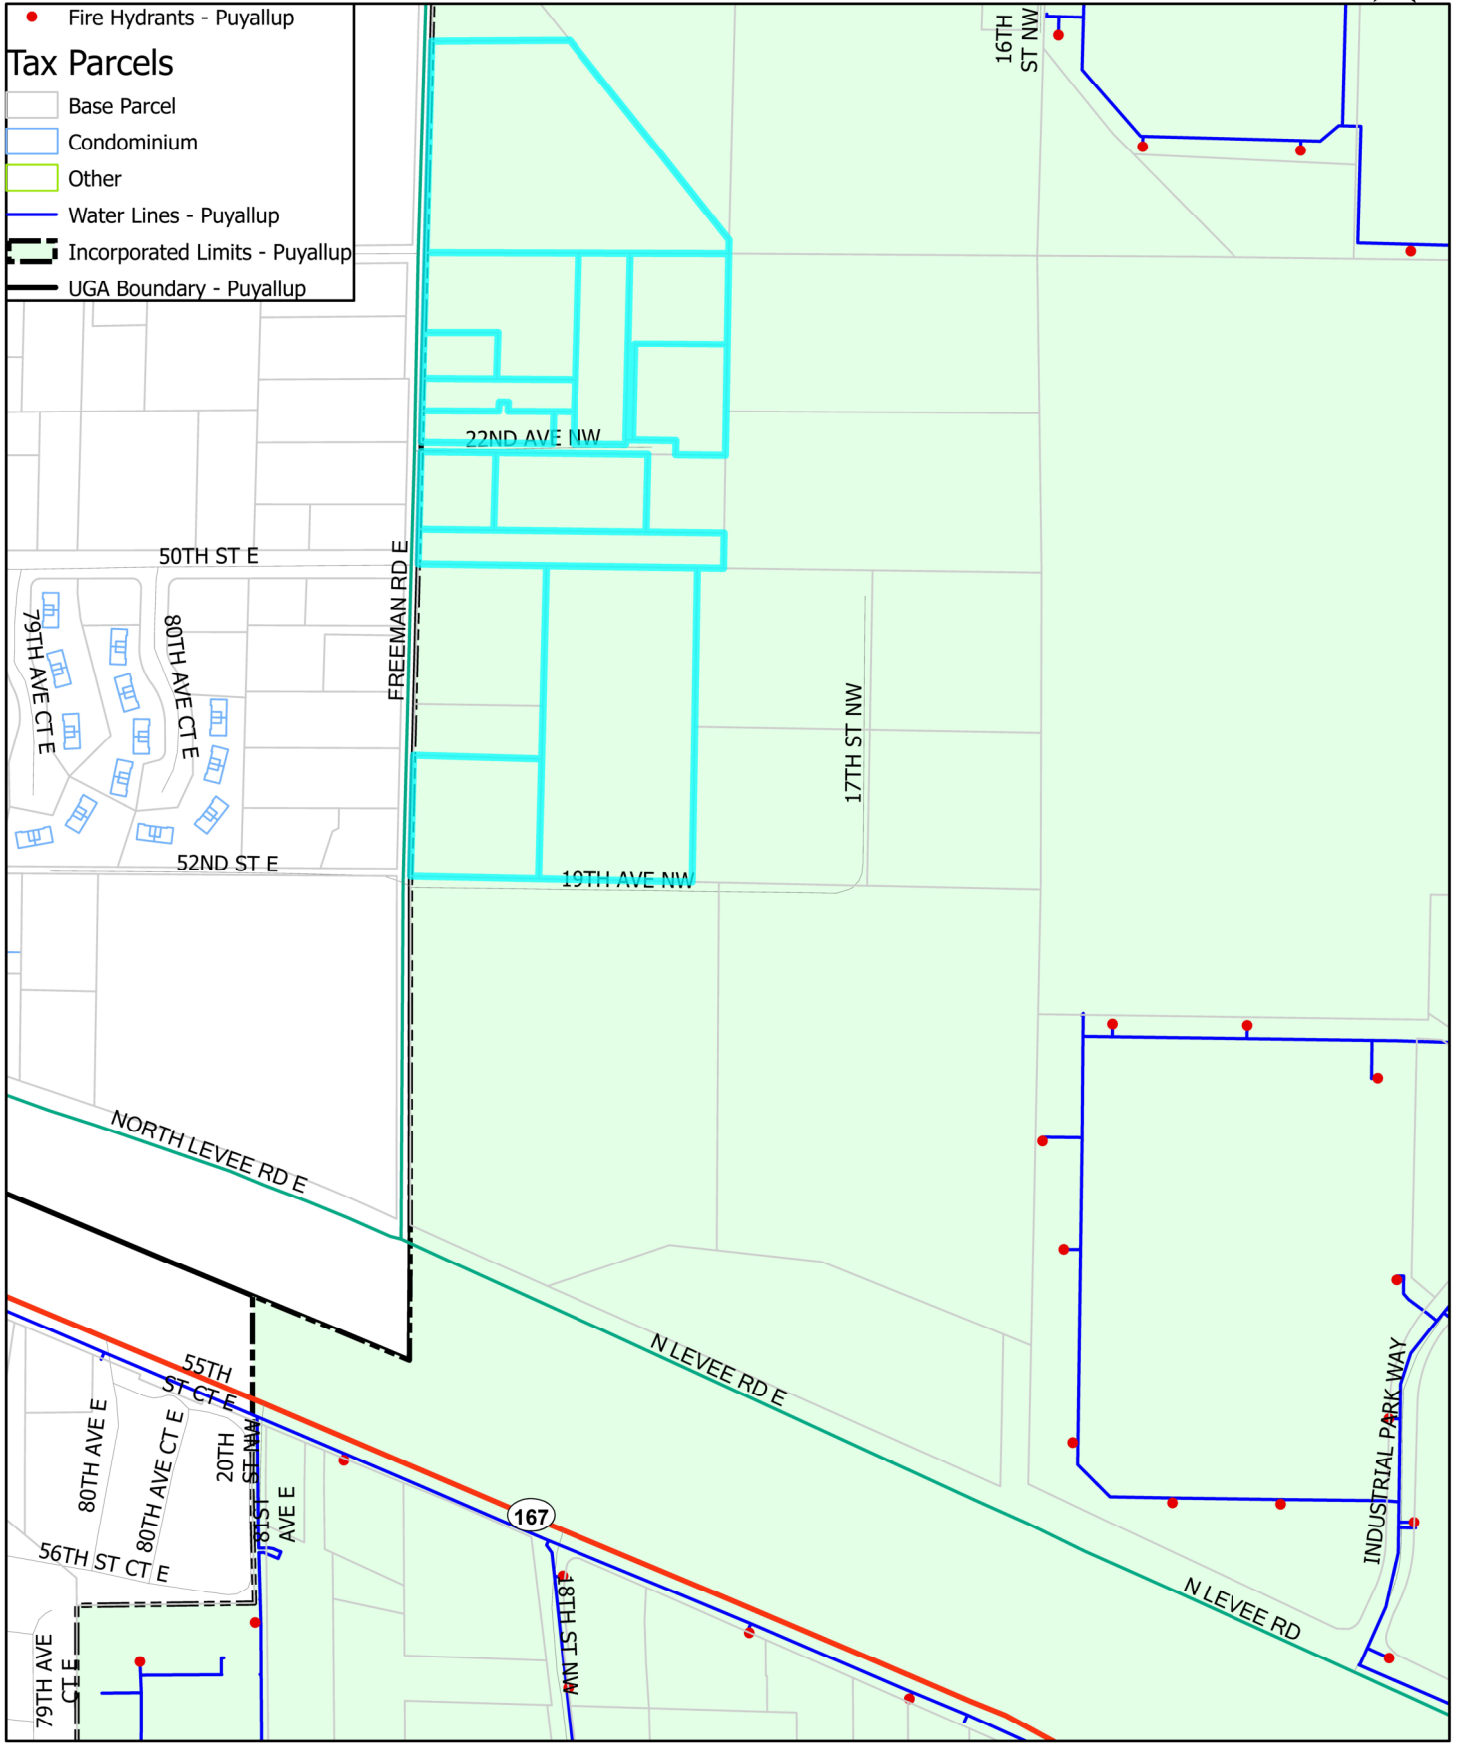 Fire Hydrants - Puyallup
Tax Parcels
Base Parcel
Condominium
Other
Water Lines - Puyallup
Incorporated Limits - Puyallup
UGA Boundary - Puyallup
16TH
ST NW
22ND AVE NW
50TH ST E
FREEMAN RD E
79TH AVE CT E
80TH AVE CT E
17TH ST NW
52ND ST E
19TH AVE NW
NORTH LEVEE RD E
N LEVEE RD E
55TH
ST CT E
INDUSTRIAL PARK WAY
80TH AVE E
80TH AVE CT E
20TH
ST NW
81ST
AVE E
167
56TH ST CT E
18TH ST NW
N LEVEE RD
79TH AVE
CT E